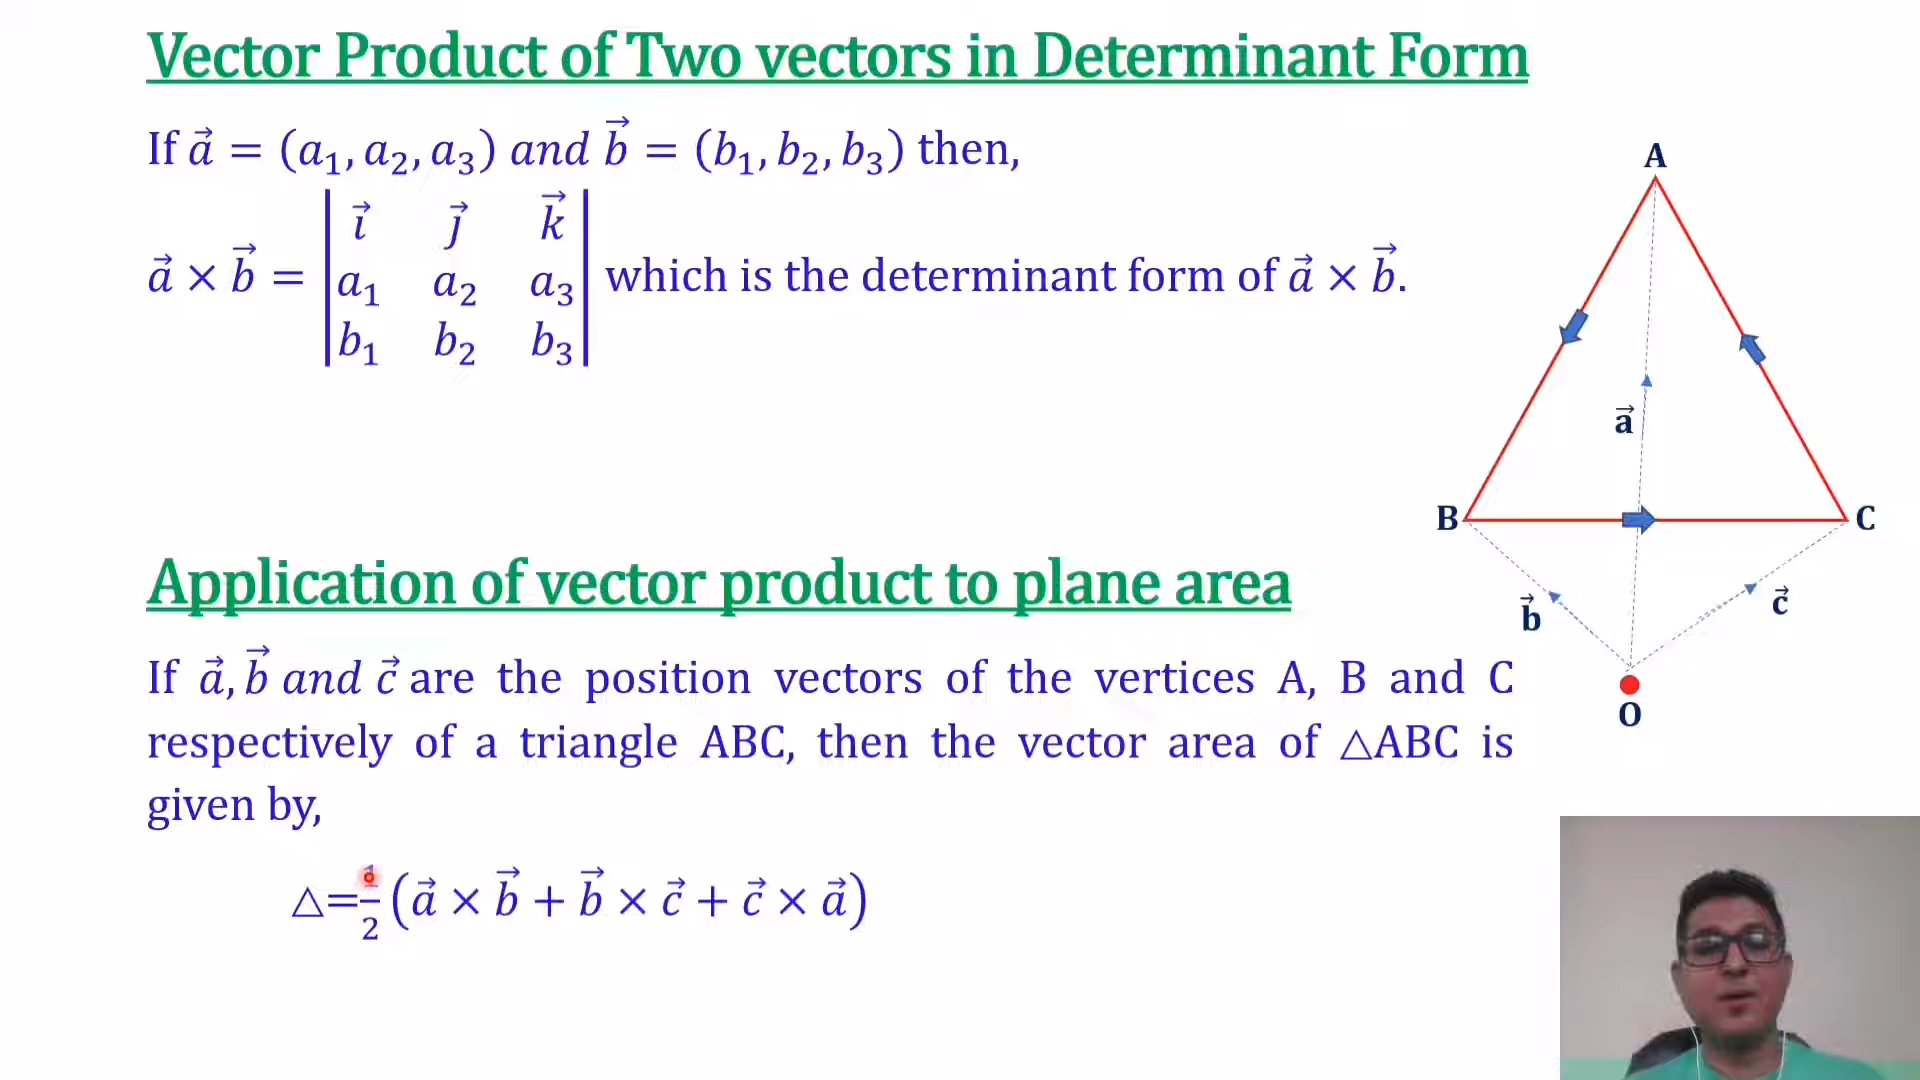 Vector Product of Two vectors in Determinant Form
If a⃗ = (a₁, a₂, a₃) and b⃗ = (b₁, b₂, b₃) then,
a⃗ × b⃗ = | i⃗ j⃗ k⃗ | which is the determinant form of a⃗ × b⃗.
| a₁ a₂ a₃ |
| b₁ b₂ b₃ |
A
a⃗
B
C
b⃗
c⃗
O
Application of vector product to plane area
If a⃗, b⃗ and c⃗ are the position vectors of the vertices A, B and C
respectively of a triangle ABC, then the vector area of △ABC is
given by,
△=1/2 (a⃗ × b⃗ + b⃗ × c⃗ + c⃗ × a⃗)